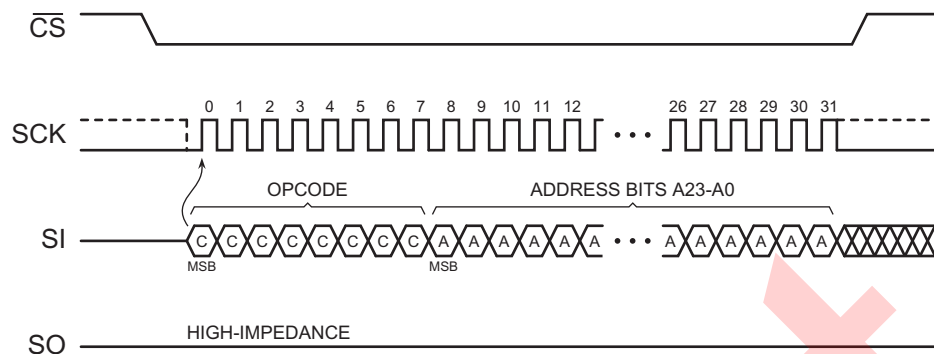 CS
0 1 2 3 4 5 6 7 8 9 10 11 12 26 27 28 29 30 31
SCK
OPCODE ADDRESS BITS A23-A0
SI C C C C C C C C A A A A A A A A A A A A
MSB MSB
HIGH-IMPEDANCE
SO